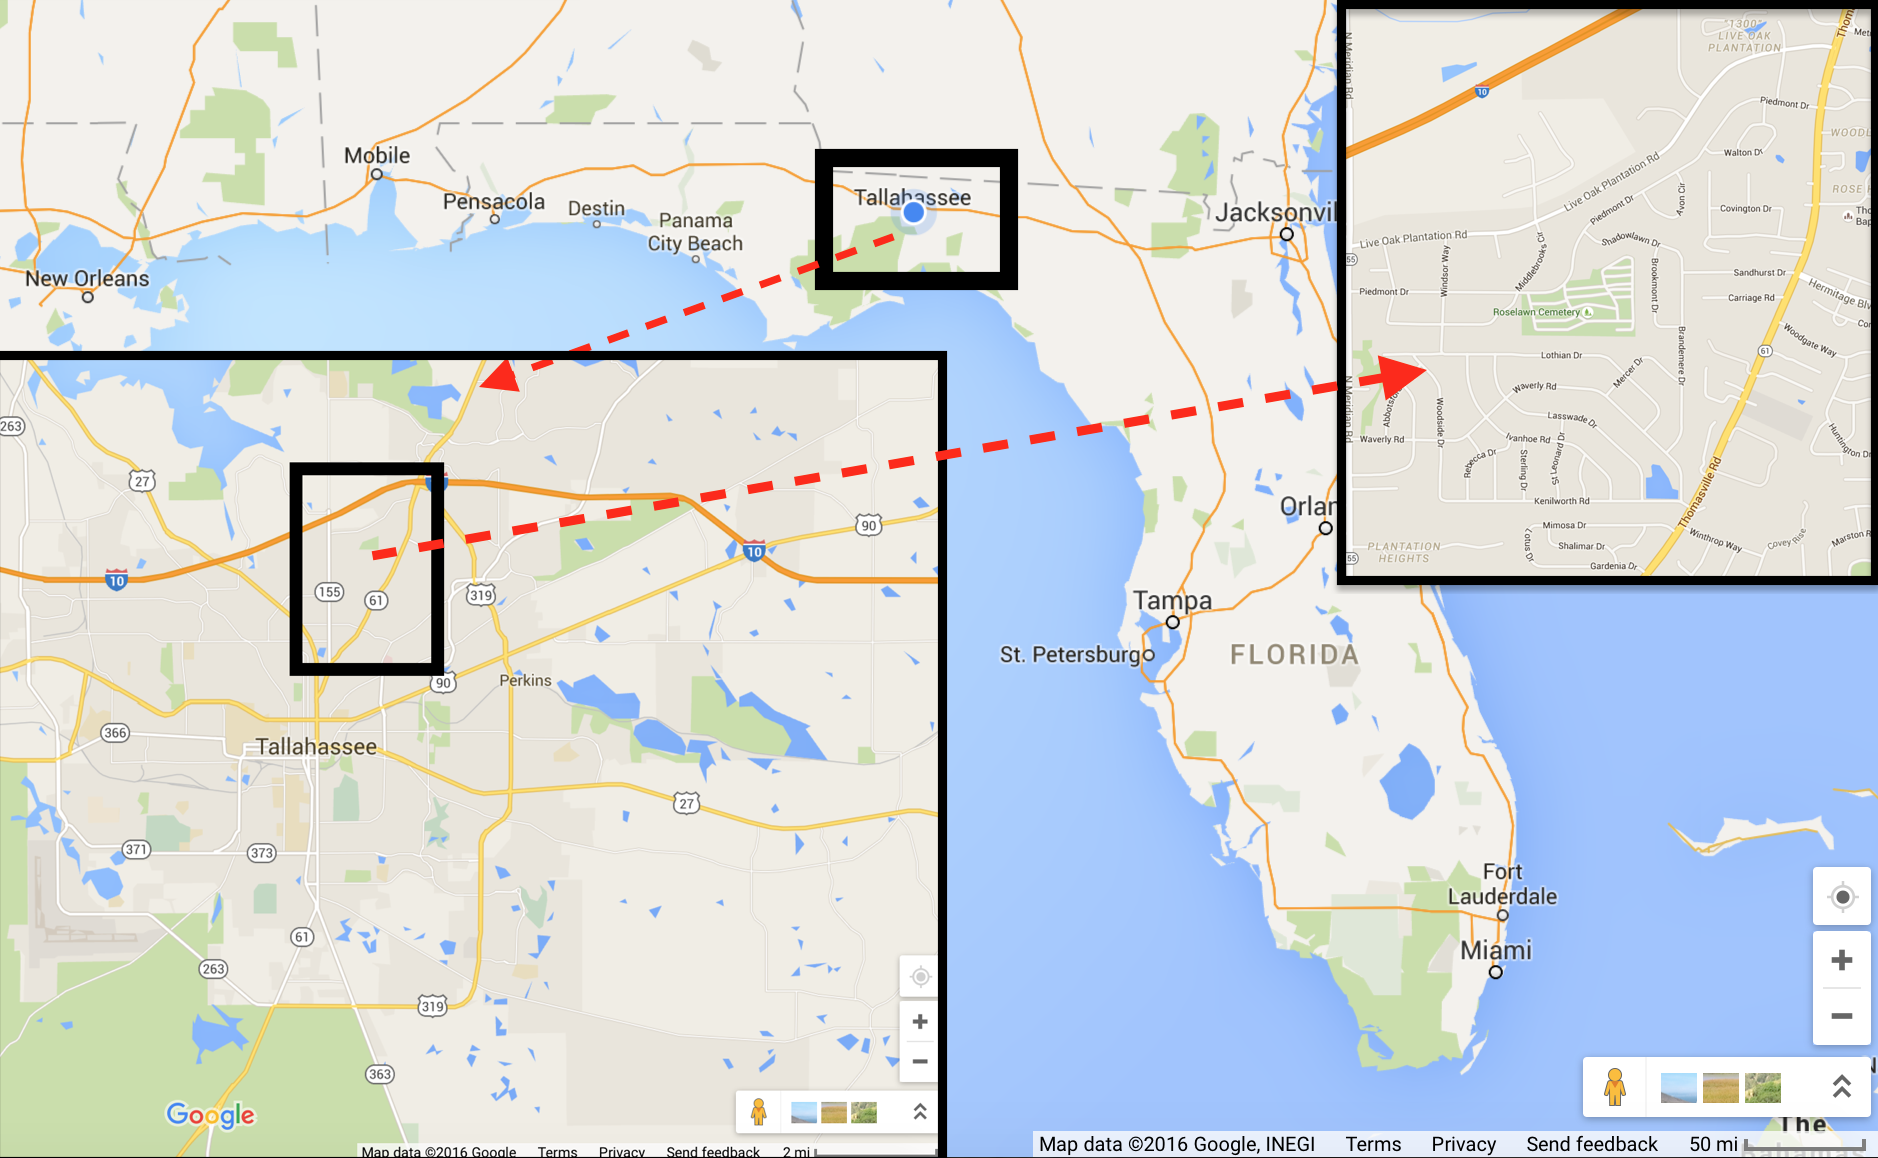 Mobile
Pensacola
Destin
Panama
City Beach
New Orleans
Tallahassee
Jacksonvil
Orlan
Tampa
St. Petersburg
FLORIDA
Fort
Lauderdale
Miami
The
Map data ©2016 Google, INEGI Terms Privacy Send feedback 50 mi
263
27
10
155
61
319
90
10
90
Perkins
366
Tallahassee
27
371
373
61
263
319
363
Google
Map data ©2016 Google Terms Privacy Send feedback 2 mi
"1300"
LIVE OAK
PLANTATION
N Meridian Rd
10
Piedmont Dr
Walton Dr
Live Oak Plantation Rd
Piedmont Dr
Avon Cir
Covington Dr
Live Oak Plantation Rd
Shadowlawn Dr
55
Windsor Way
Middlebrooks Cir
Brookmont Dr
Sandhurst Dr
Hermitage Blv
Piedmont Dr
Carriage Rd
Roselawn Cemetery
Woodgate Way
61
Lothian Dr
Brandemere Dr
Mercer Dr
Waverly Rd
N Meridian Rd
Woodside Dr
Lasswade Dr
Waverly Rd
Ivanhoe Rd
Rebecca Dr
Sterling Dr
St Leonard Dr
Huntington Dr
Thomasville Rd
Kenilworth Rd
Mimosa Dr
Lotus Dr
Shalimar Dr
Winthrop Way
Covey Rise
Marston R
55
PLANTATION
HEIGHTS
Gardenia Dr